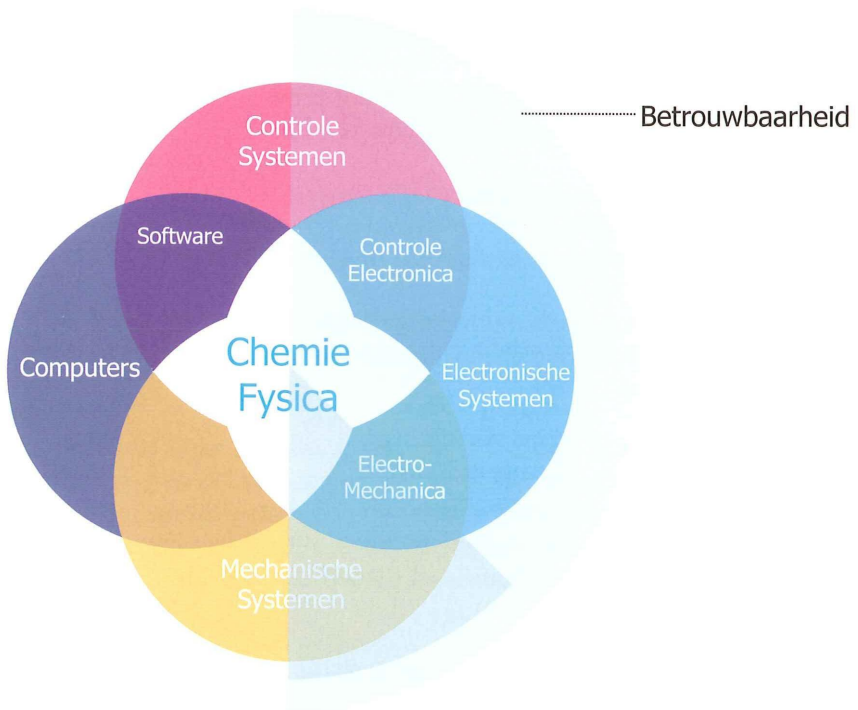 Betrouwbaarheid
Controle
Systemen
Software
Controle
Electronica
Chemie
Fysica
Computers
Electronische
Systemen
Electro-
Mechanica
Mechanische
Systemen